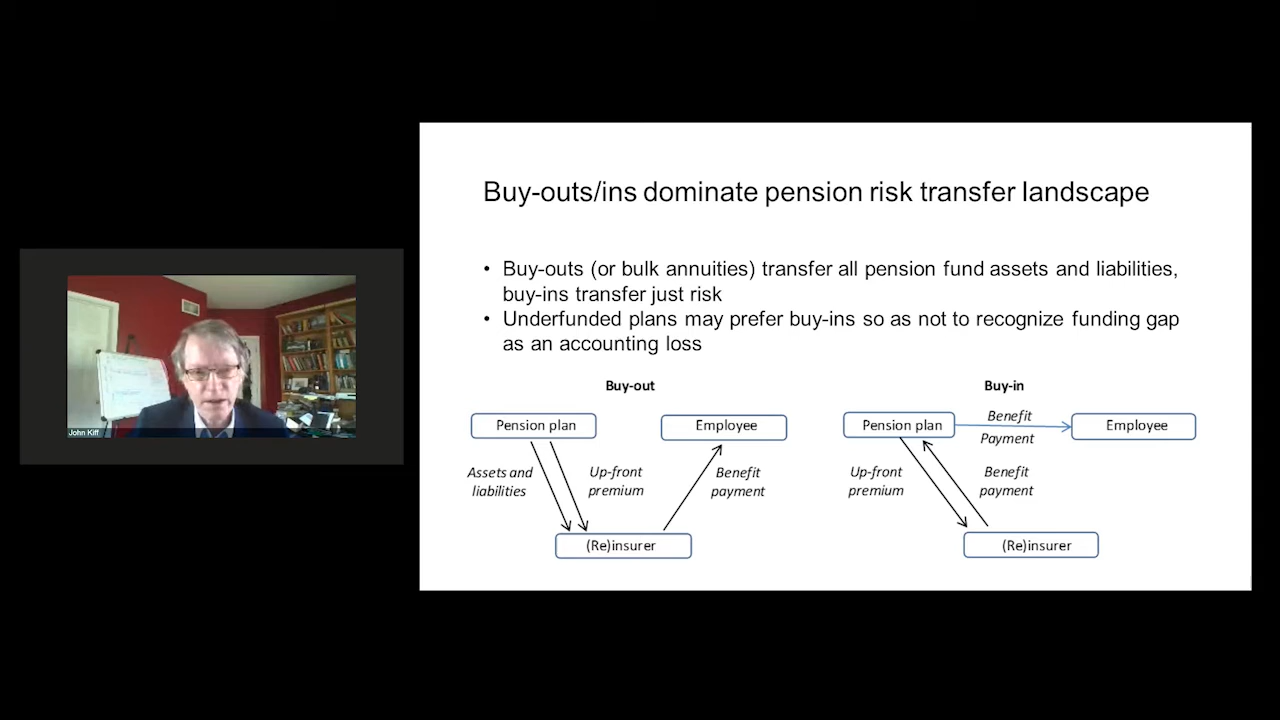 Buy-outs/ins dominate pension risk transfer landscape
• Buy-outs (or bulk annuities) transfer all pension fund assets and liabilities,
buy-ins transfer just risk
• Underfunded plans may prefer buy-ins so as not to recognize funding gap
as an accounting loss
Buy-out
Pension plan
Employee
Assets and
liabilities
Up-front
premium
Benefit
payment
(Re)insurer
Buy-in
Pension plan
Benefit
Payment
Employee
Up-front
premium
Benefit
payment
(Re)insurer
John Kiff